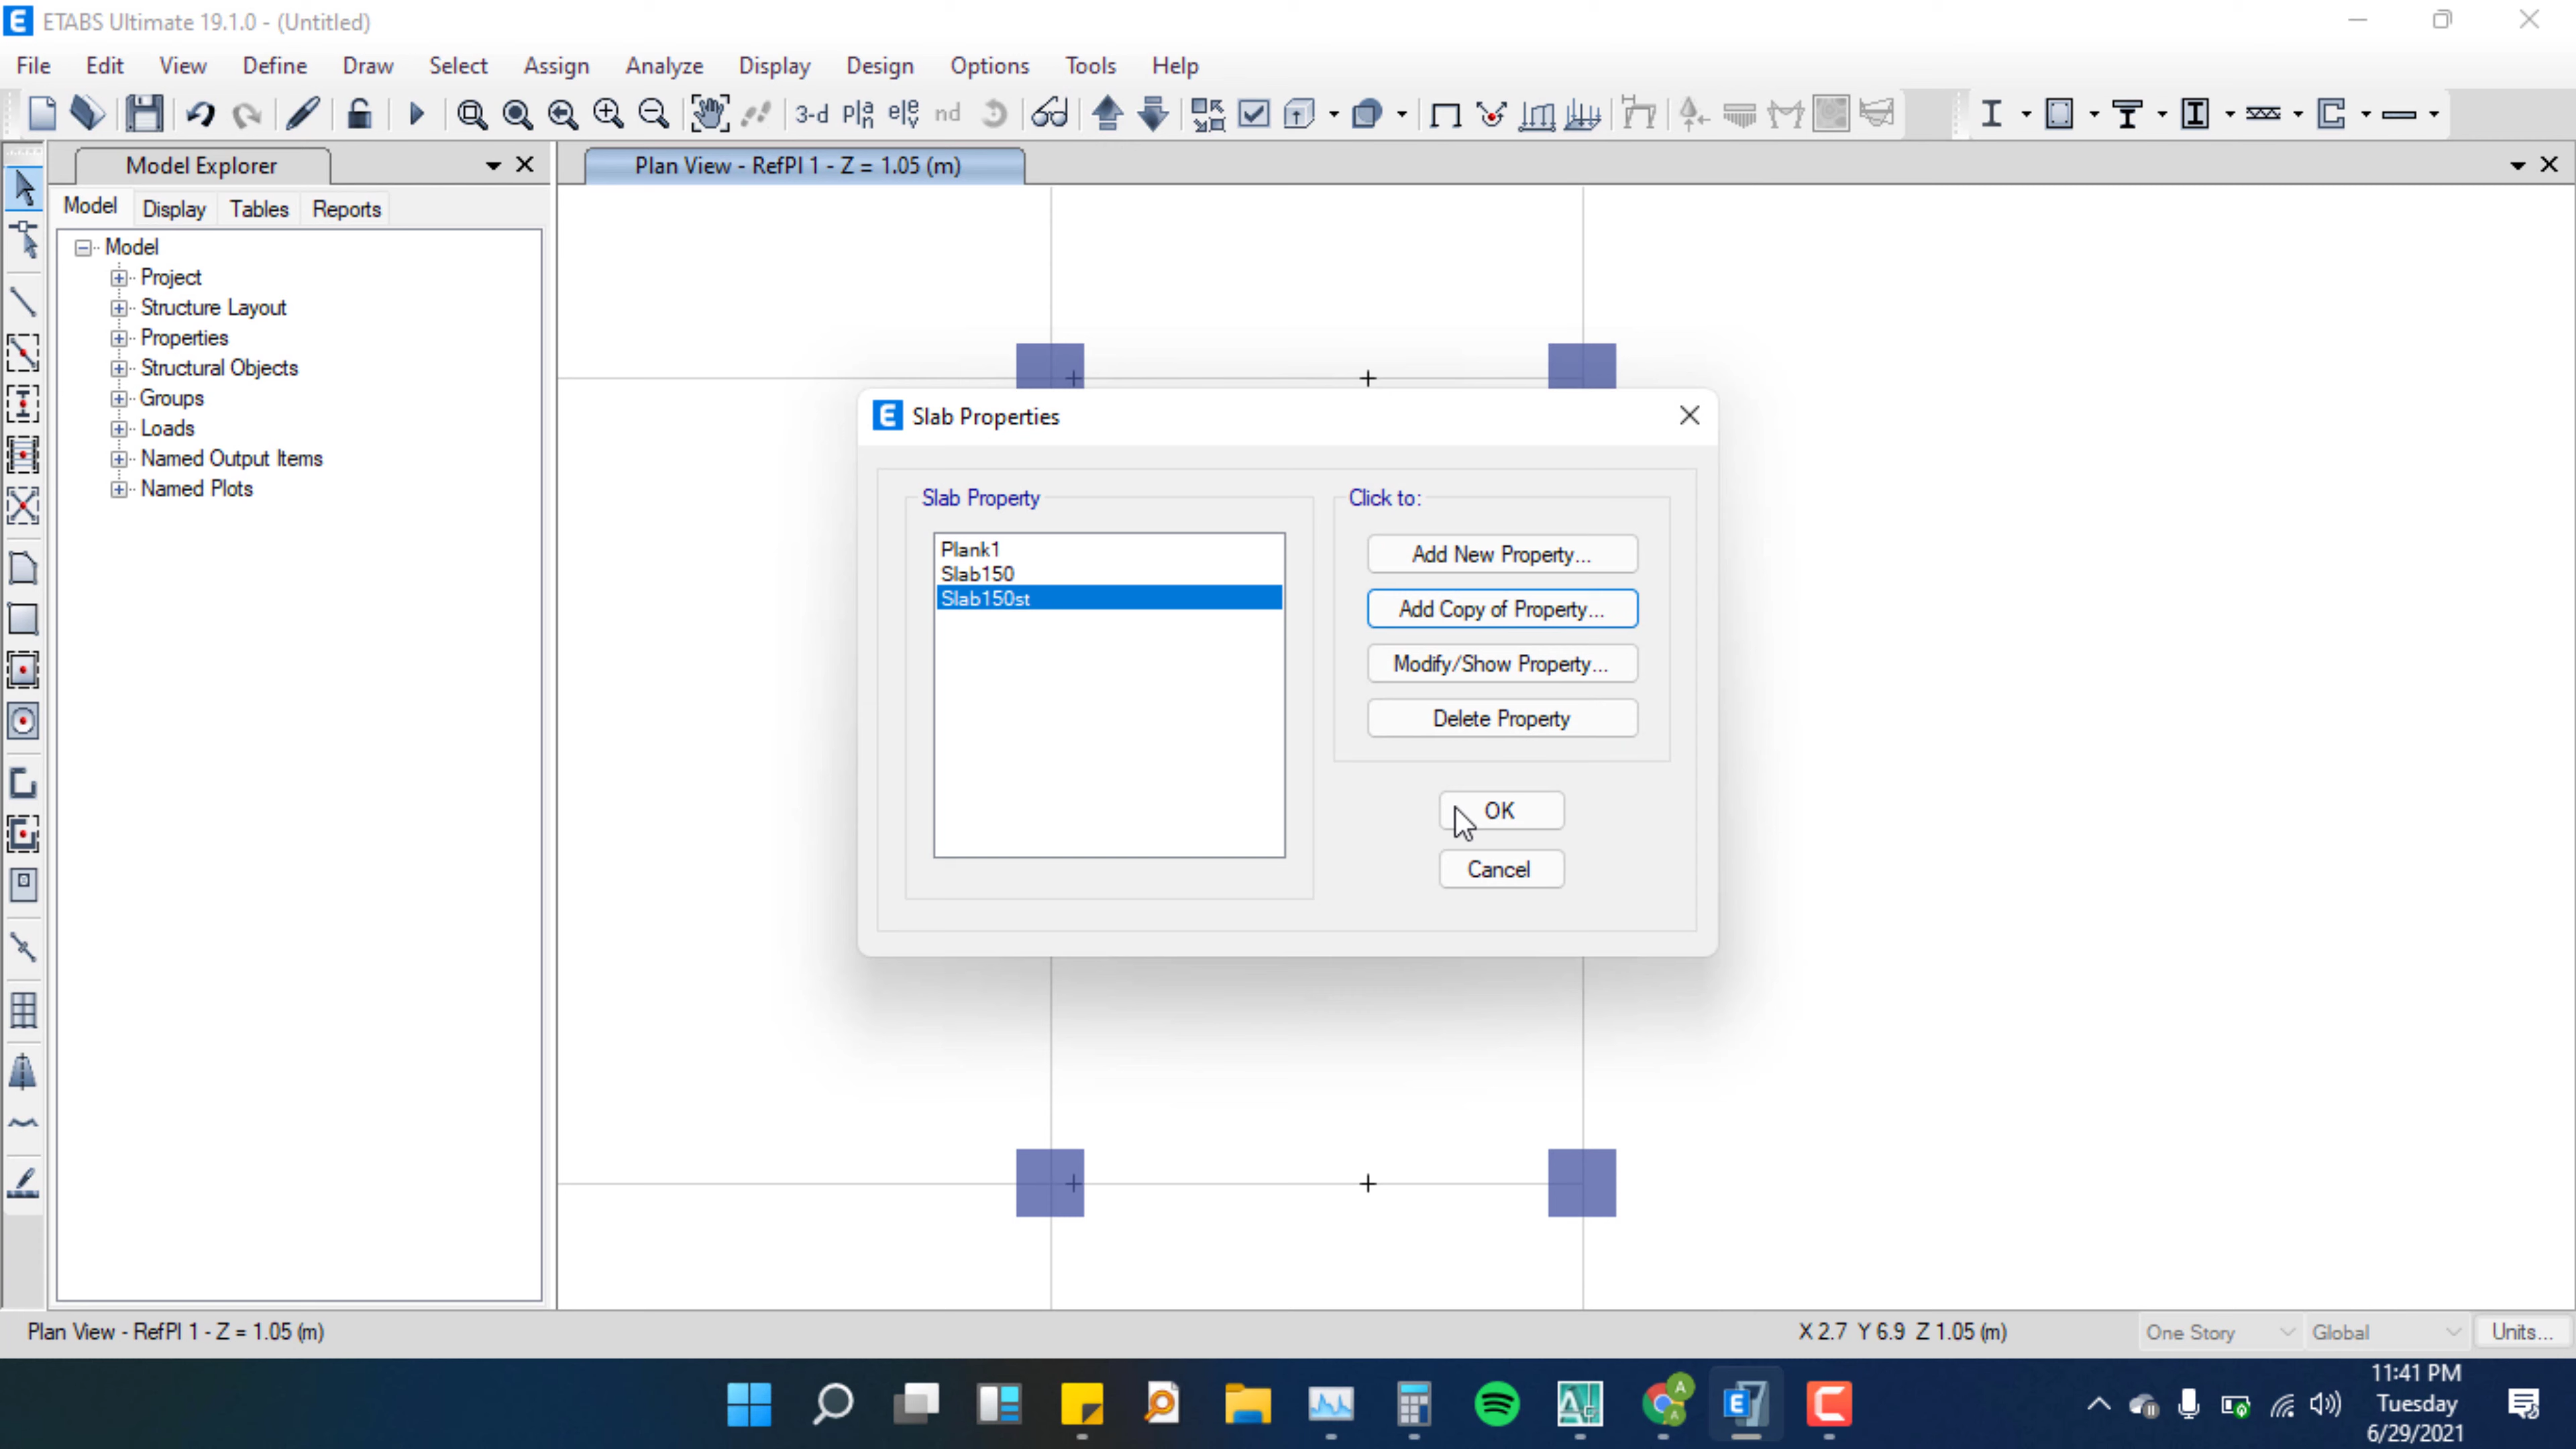 ETABS Ultimate 19.1.0 - (Untitled)
File Edit View Define Draw Select Assign Analyze Display Design Options Tools Help
3-d pla n ele v nd
Model Explorer
Plan View - RefPl 1 - Z = 1.05 (m)
Model Display Tables Reports
Model
Project
Structure Layout
Properties
Structural Objects
Groups
Loads
Named Output Items
Named Plots
Slab Properties
Slab Property
Plank1
Slab150
Slab150st
Click to:
Add New Property...
Add Copy of Property...
Modify/Show Property...
Delete Property
OK
Cancel
Plan View - RefPl 1 - Z = 1.05 (m)
X 2.7 Y 6.9 Z 1.05 (m)
One Story
Global
Units...
11:41 PM
Tuesday
6/29/2021